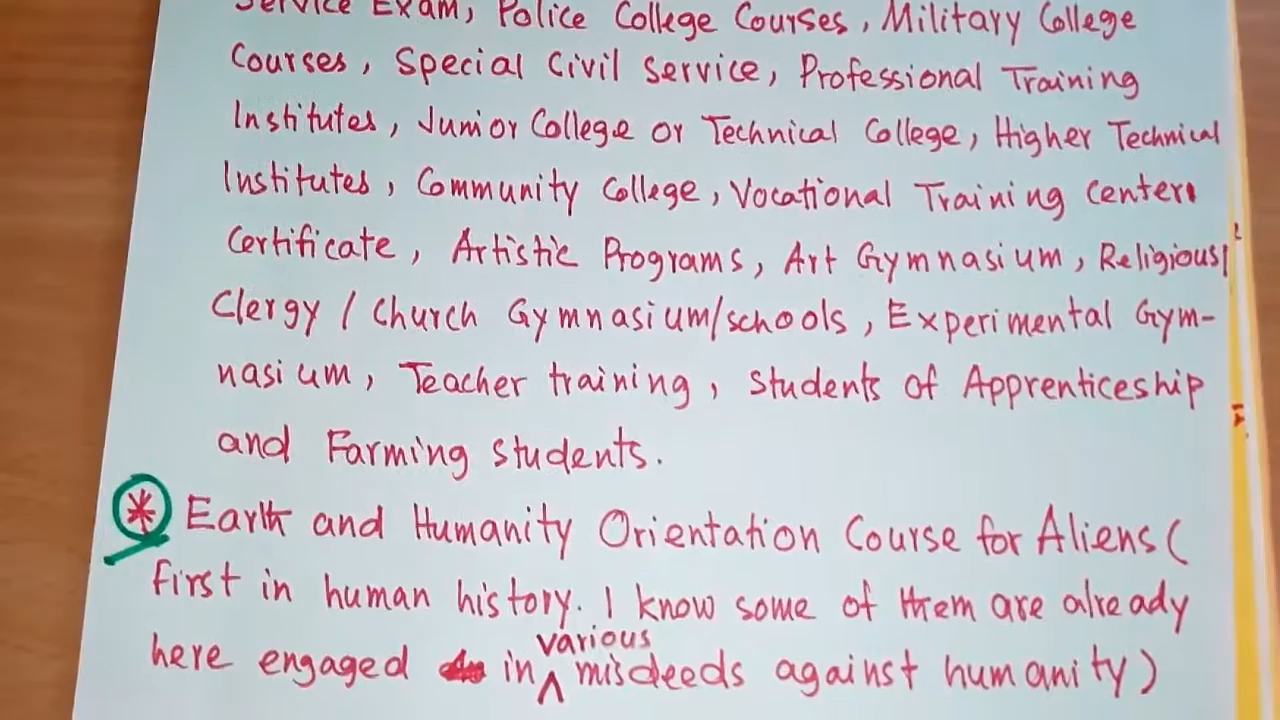 Service Exam, Police College Courses, Military College
Courses, Special Civil Service, Professional Training
Institutes, Junior College or Technical College, Higher Technical
Institutes, Community College, Vocational Training Center
Certificate, Artistic Programs, Art Gymnasium, Religious/
Clergy / Church Gymnasium/schools, Experimental Gym-
nasium, Teacher training, Students of Apprenticeship
and Farming Students.
* Earth and Humanity Orientation Course for Aliens (
First in human history. I know some of them are already
various
here engaged in ^ misdeeds against humanity)